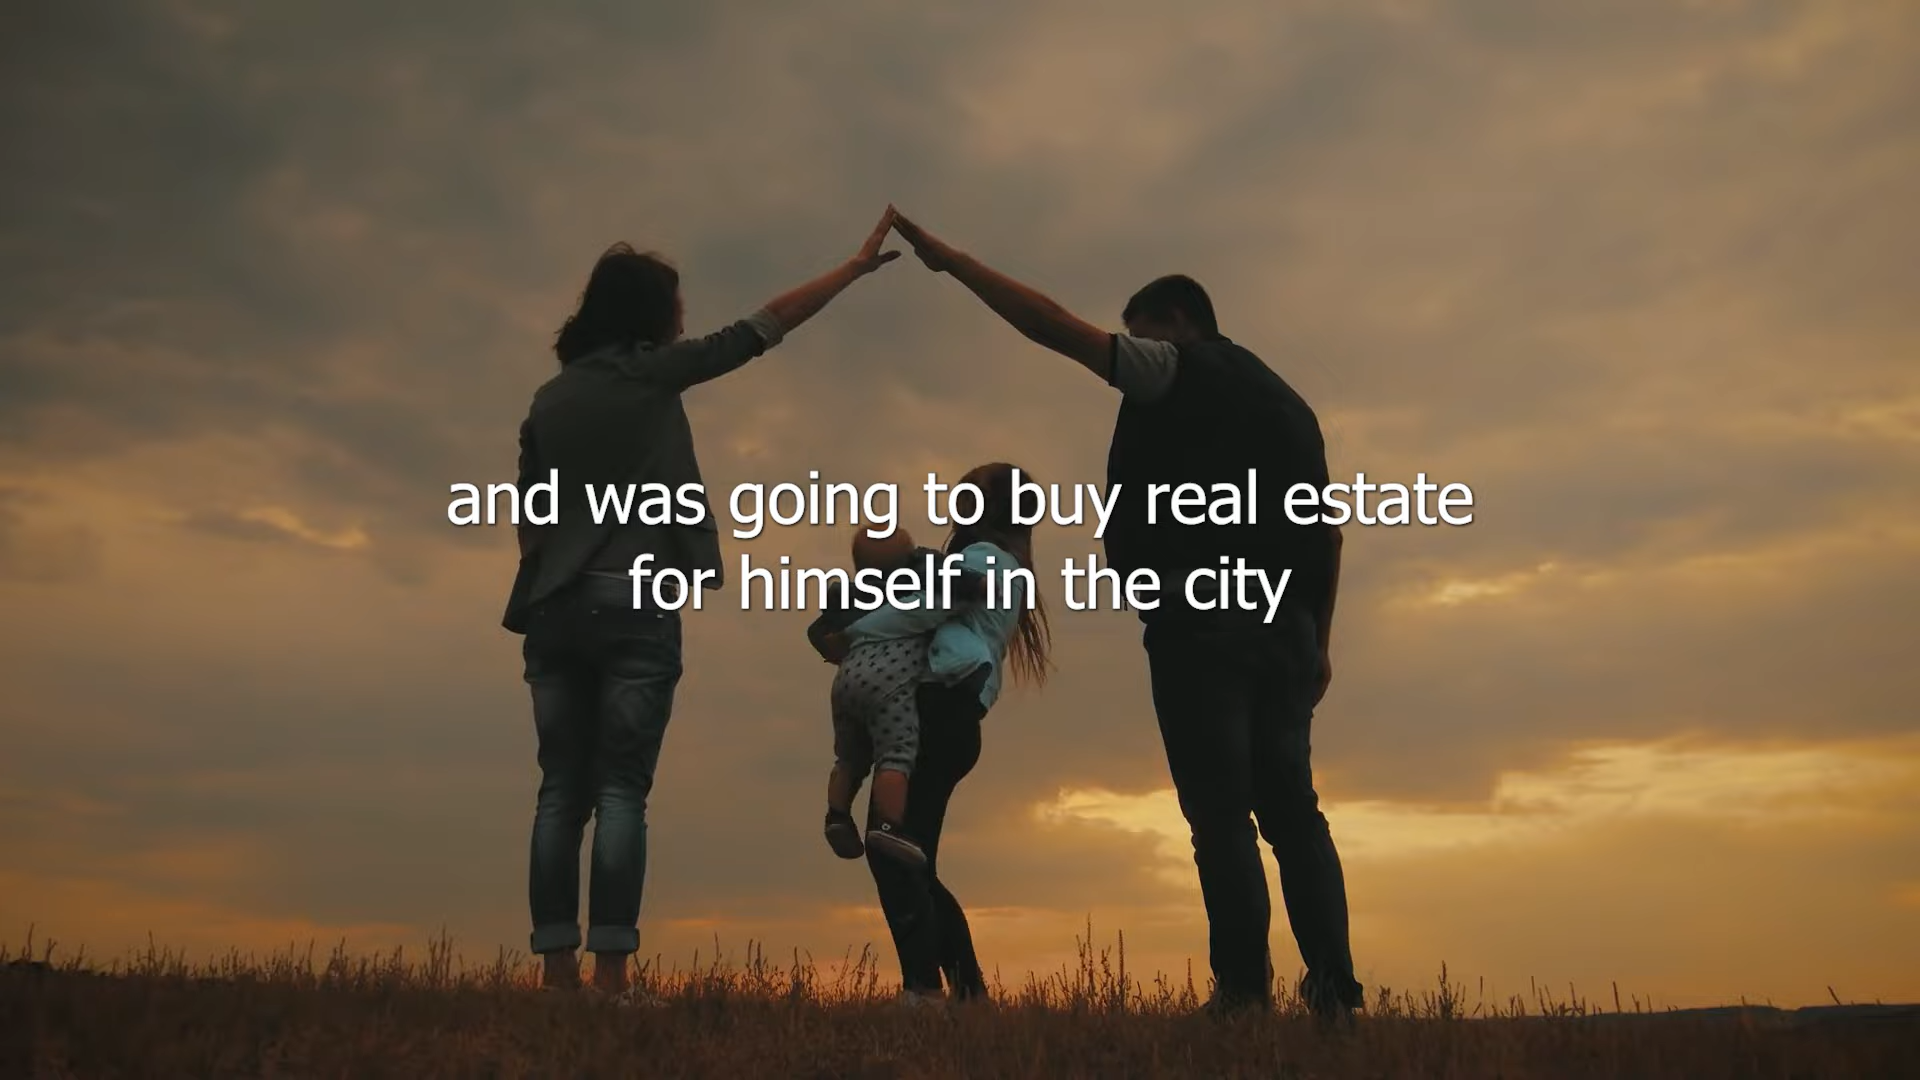 and was going to buy real estate
for himself in the city